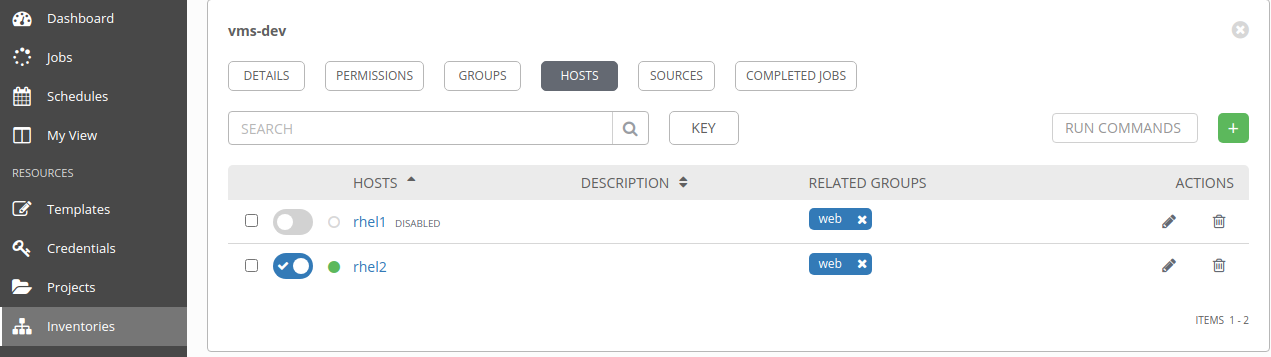 Dashboard
Jobs
Schedules
My View
RESOURCES
Templates
Credentials
Projects
Inventories
vms-dev
DETAILS PERMISSIONS GROUPS HOSTS SOURCES COMPLETED JOBS
SEARCH KEY RUN COMMANDS +
HOSTS DESCRIPTION RELATED GROUPS ACTIONS
rhel1 DISABLED web
rhel2 web
ITEMS 1 - 2